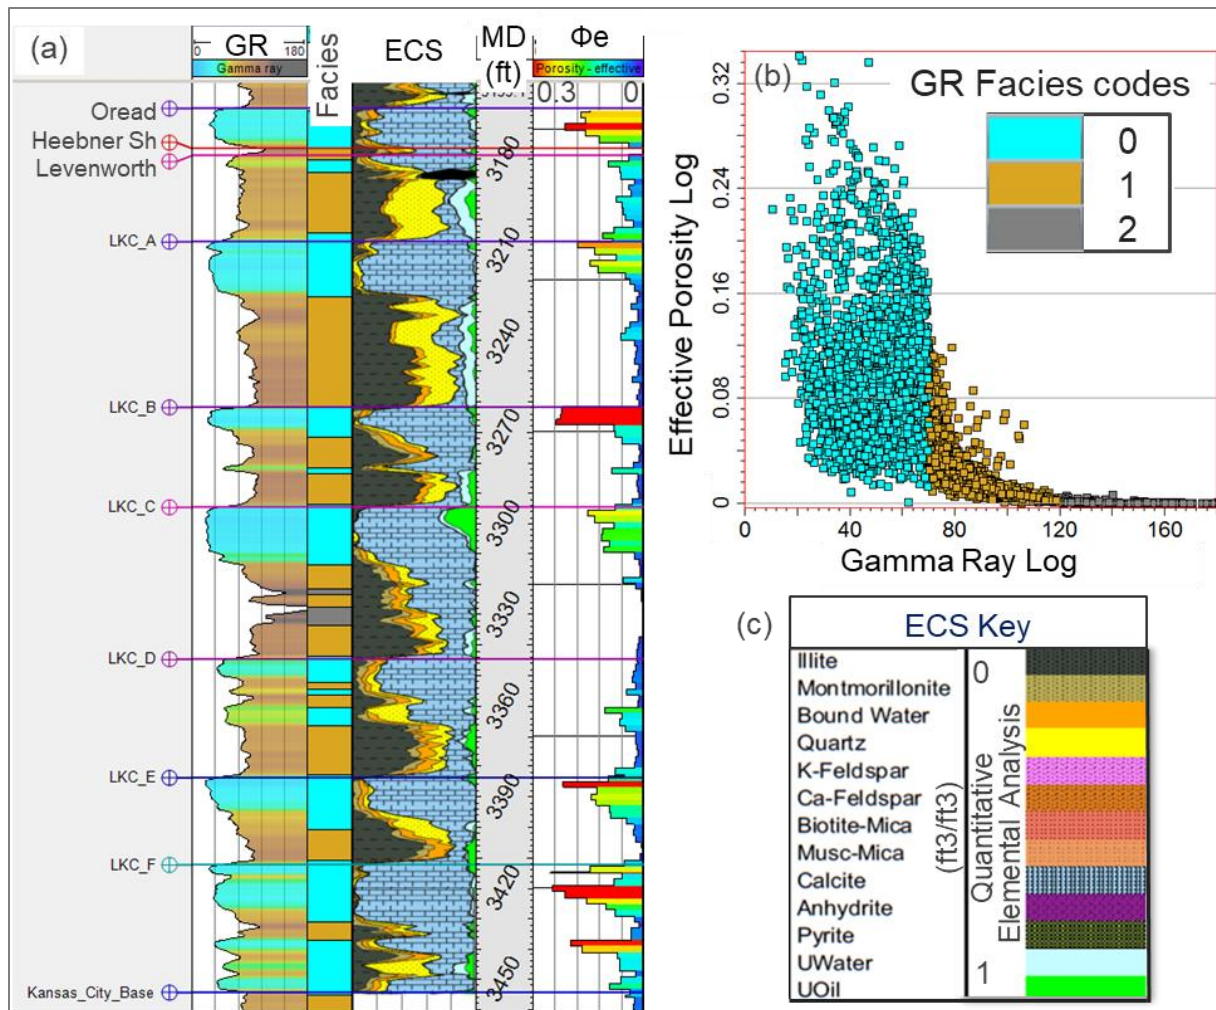 (a)
GR
0 180
Gamma ray
Facies
ECS
MD
(ft)
Φe
Porosity - effective
0.3 0
Oread
Heebner Sh
Levenworth
LKC_A
LKC_B
LKC_C
LKC_D
LKC_E
LKC_F
Kansas_City_Base
3180
3210
3240
3270
3300
3330
3360
3390
3420
3450
(b)
GR Facies codes
0
1
2
Effective Porosity Log
0.32
0.24
0.16
0.08
0
0 40 80 120 160
Gamma Ray Log
(c)
ECS Key
Illite
Montmorillonite
Bound Water
Quartz
K-Feldspar
Ca-Feldspar
Biotite-Mica
Musc-Mica
Calcite
Anhydrite
Pyrite
UWater
UOil
(ft3/ft3)
0
Quantitative
Elemental Analysis
1